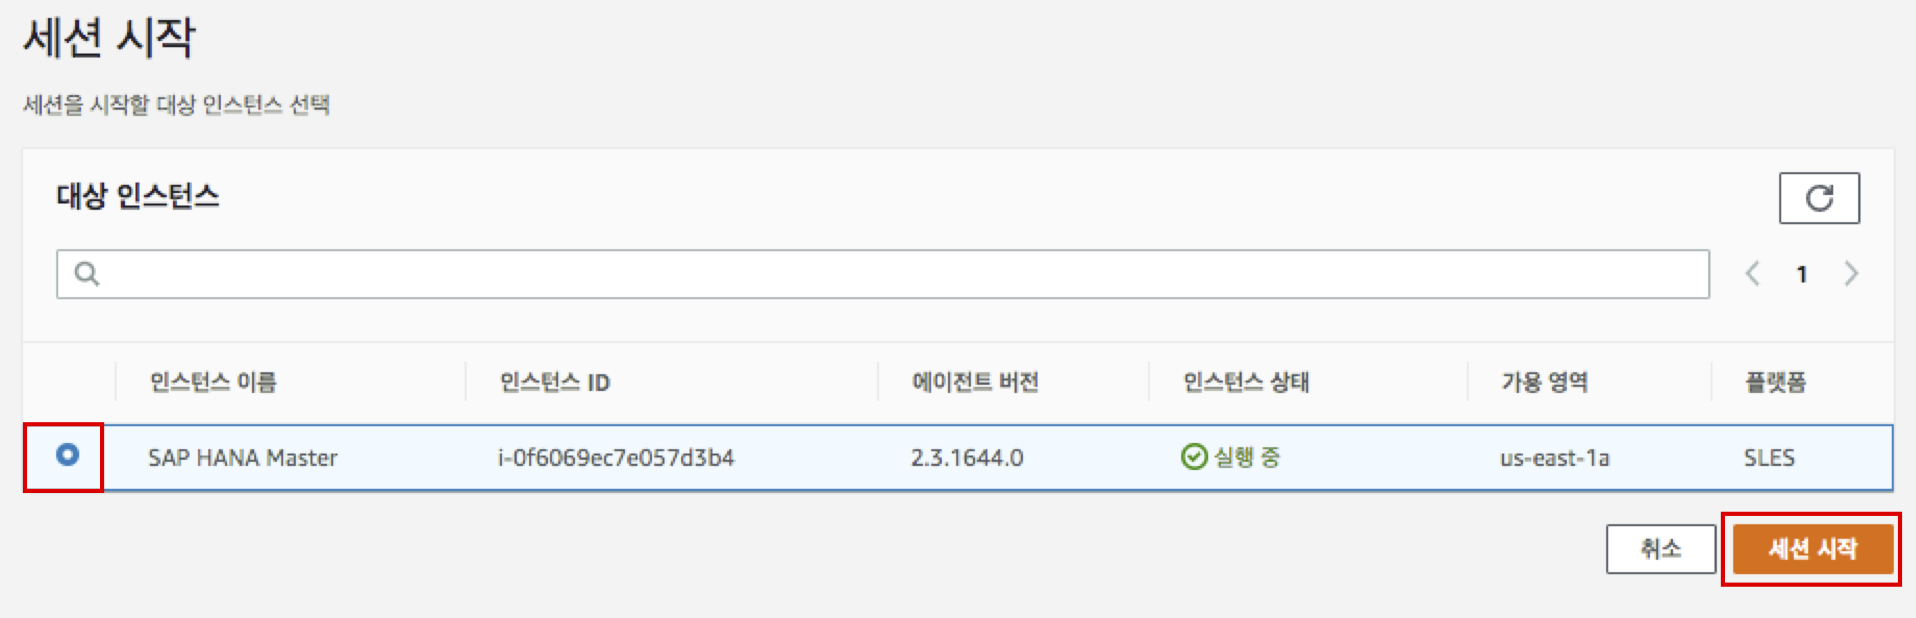 세션 시작
세션을 시작할 대상 인스턴스 선택
대상 인스턴스
1
인스턴스 이름 인스턴스 ID 에이전트 버전 인스턴스 상태 가용 영역 플랫폼
SAP HANA Master i-0f6069ec7e057d3b4 2.3.1644.0 실행 중 us-east-1a SLES
취소 세션 시작